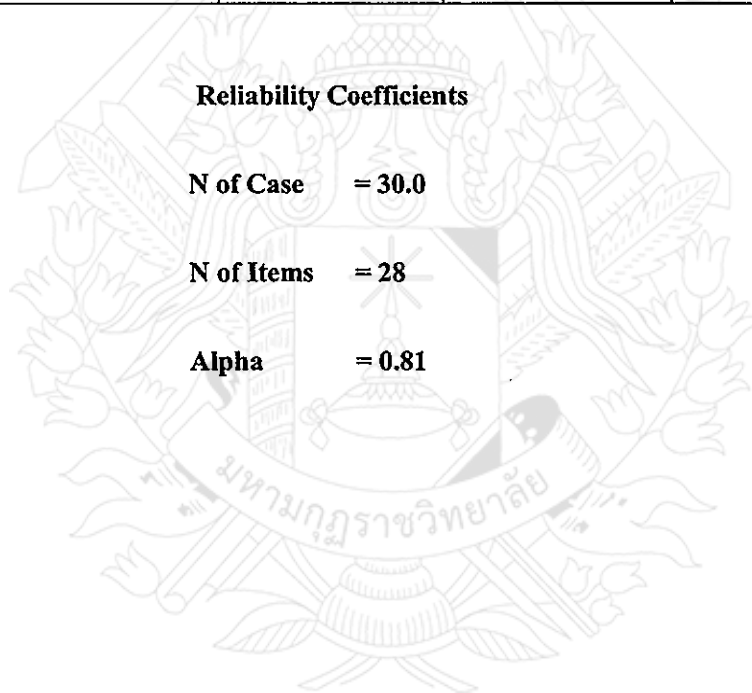 Reliability Coefficients
N of Case = 30.0
N of Items = 28
Alpha = 0.81
มหามกุฏราชวิทยาลัย